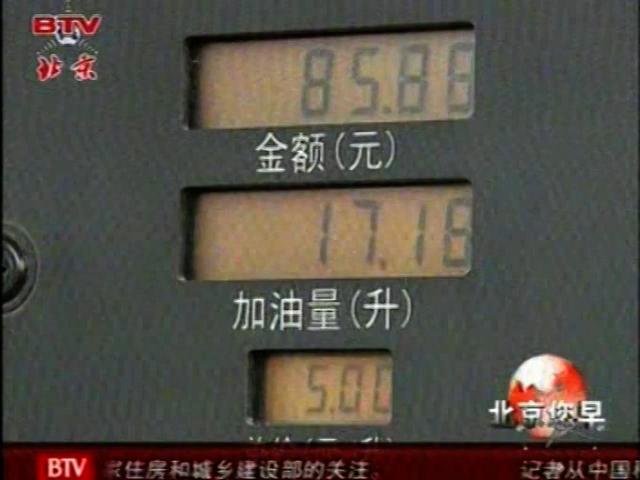 BTV
北京
85.88
金额(元)
17.18
加油量(升)
5.00
北京您早
BTV 家住房和城乡建设部的关注。 记者从中国